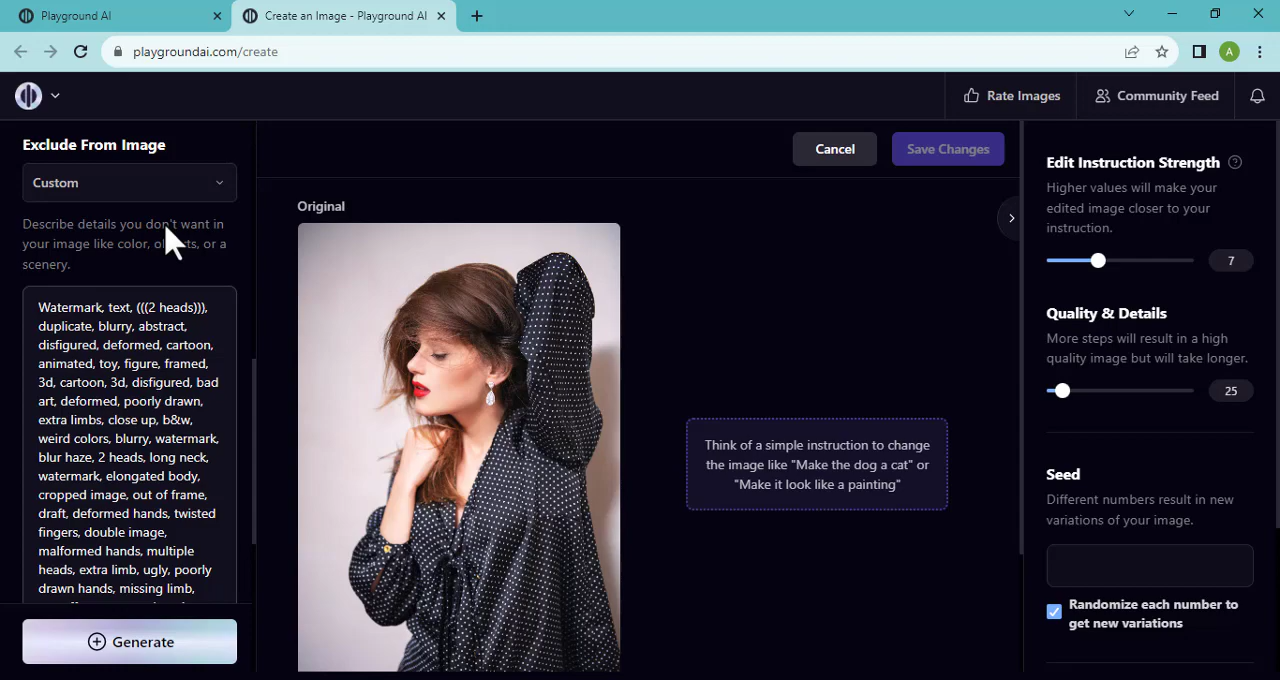 Playground AI
Create an Image - Playground AI
playgroundai.com/create
A
Rate Images
Community Feed
Exclude From Image
Custom
Describe details you don't want in
your image like color, or a
scenery.
Watermark, text, (((2 heads))),
duplicate, blurry, abstract,
disfigured, deformed, cartoon,
animated, toy, figure, framed,
3d, cartoon, 3d, disfigured, bad
art, deformed, poorly drawn,
extra limbs, close up, b&w,
weird colors, blurry, watermark,
blur haze, 2 heads, long neck,
watermark, elongated body,
cropped image, out of frame,
draft, deformed hands, twisted
fingers, double image,
malformed hands, multiple
heads, extra limb, ugly, poorly
drawn hands, missing limb,
Generate
Cancel
Save Changes
Original
Think of a simple instruction to change
the image like "Make the dog a cat" or
"Make it look like a painting"
Edit Instruction Strength
Higher values will make your
edited image closer to your
instruction.
7
Quality & Details
More steps will result in a high
quality image but will take longer.
25
Seed
Different numbers result in new
variations of your image.
Randomize each number to
get new variations